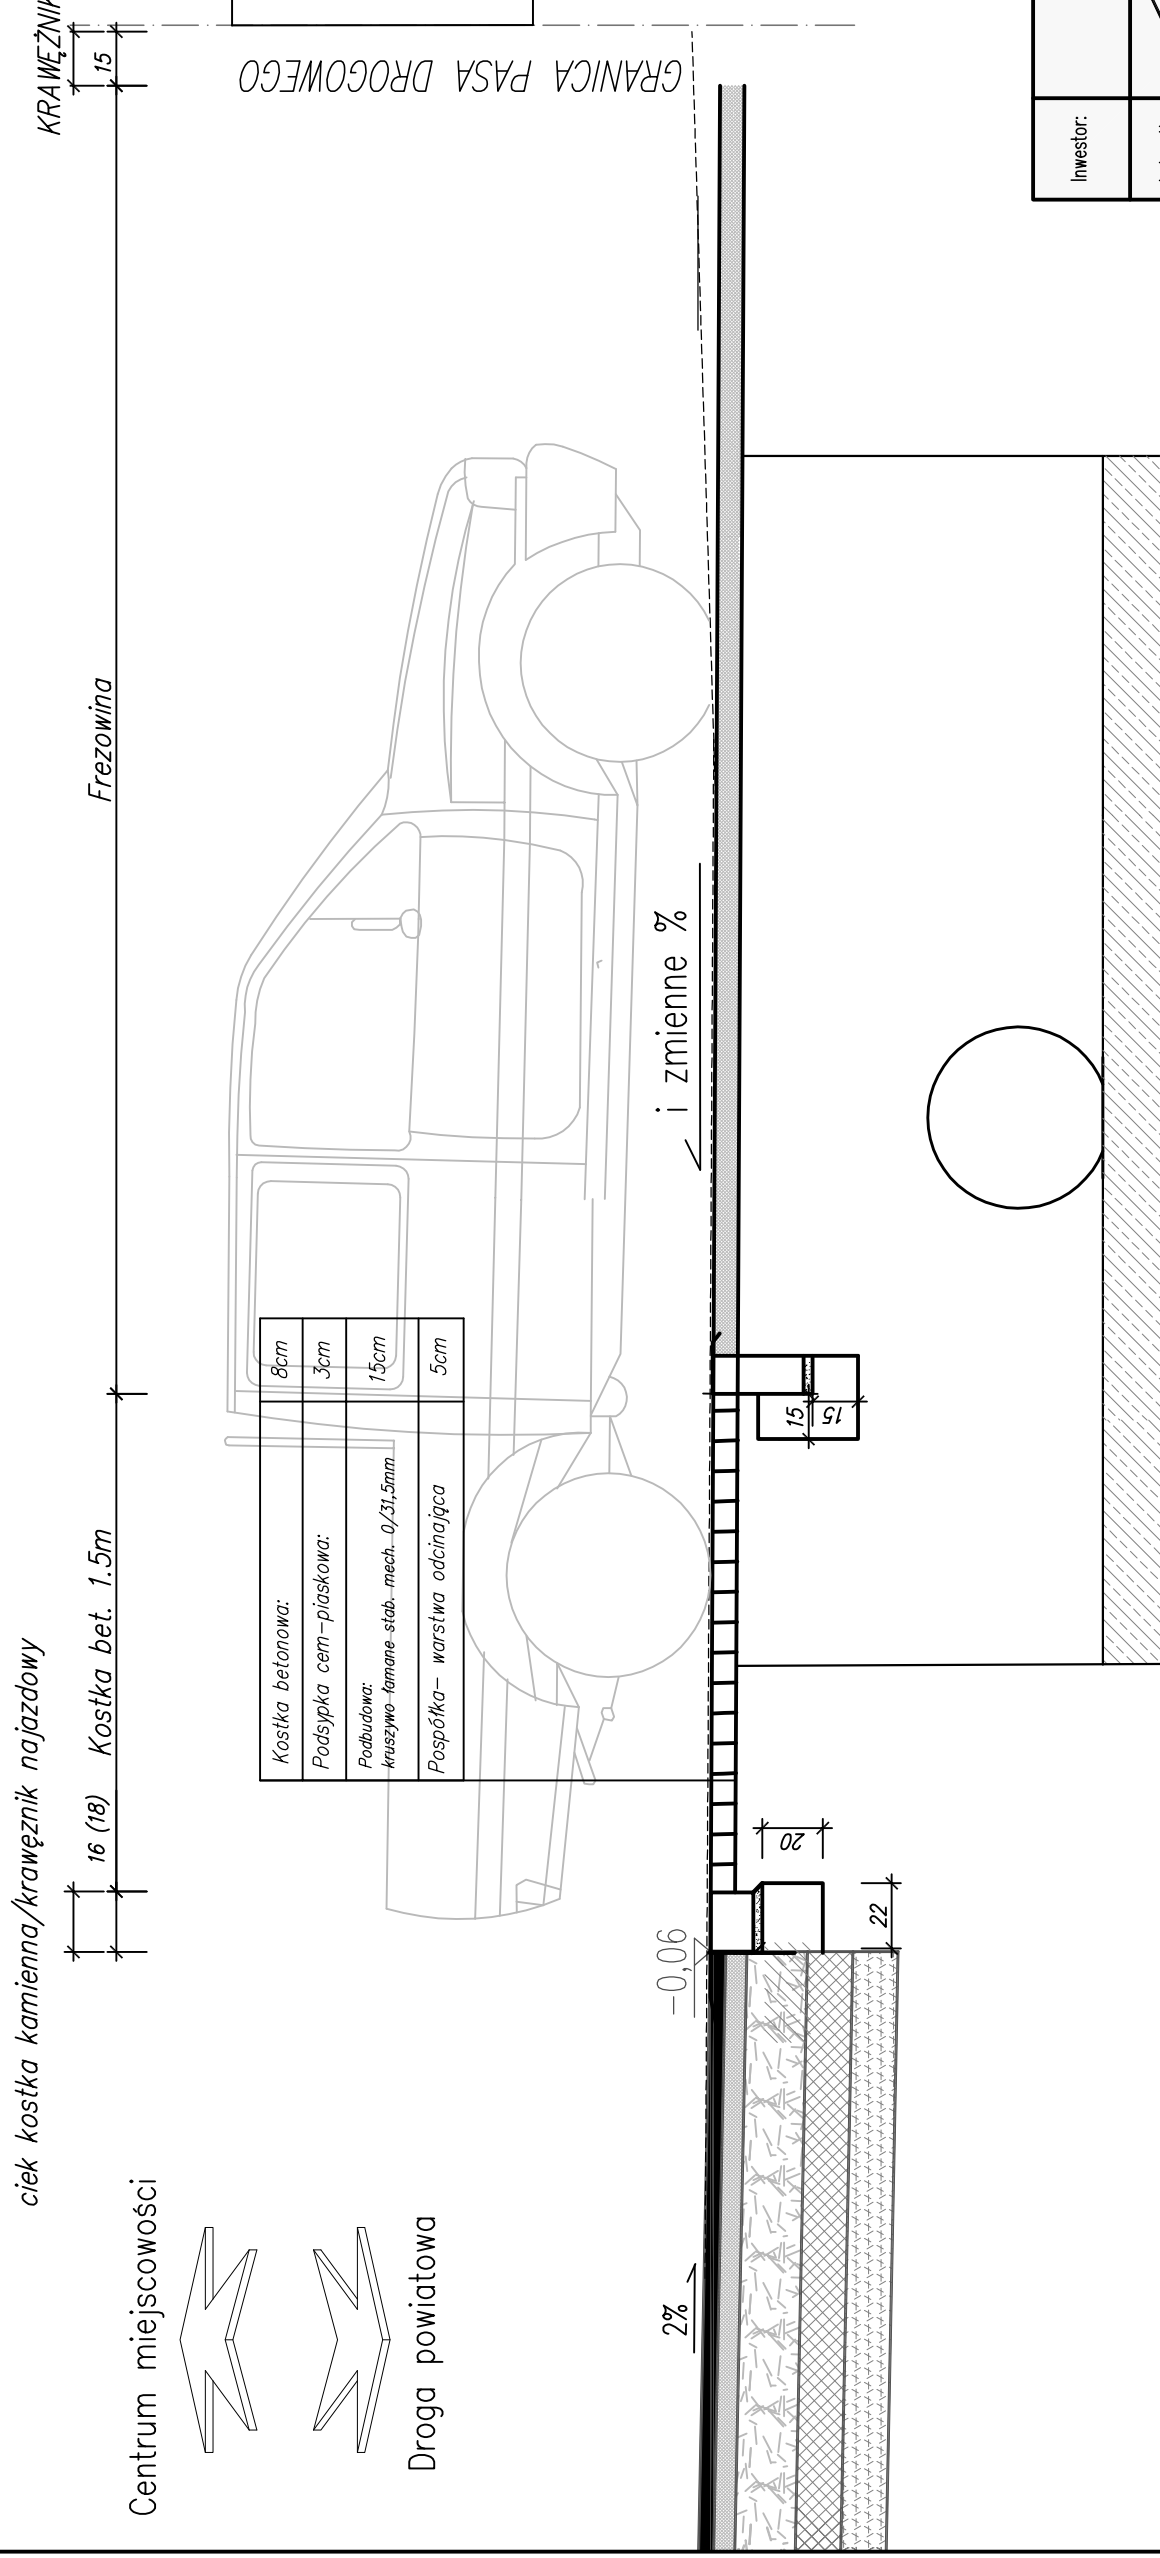 ciek kostka kamienna/krawęznik najazdowy
16 (18)
Kostka bet. 1.5m
Frezowina
15
Centrum miejscowości
Droga powiatowa
Kostka betonowa:
8cm
Podsypka cem-piaskowa:
3cm
Podbudowa:
kruszywo łamane stab. mech. 0/31,5mm
15cm
Pospółka- warstwa odcinająca
5cm
GRANICA PASA DROGOWEGO
2%
-0,06
i zmienne %
20
22
15
15
Inwestor: